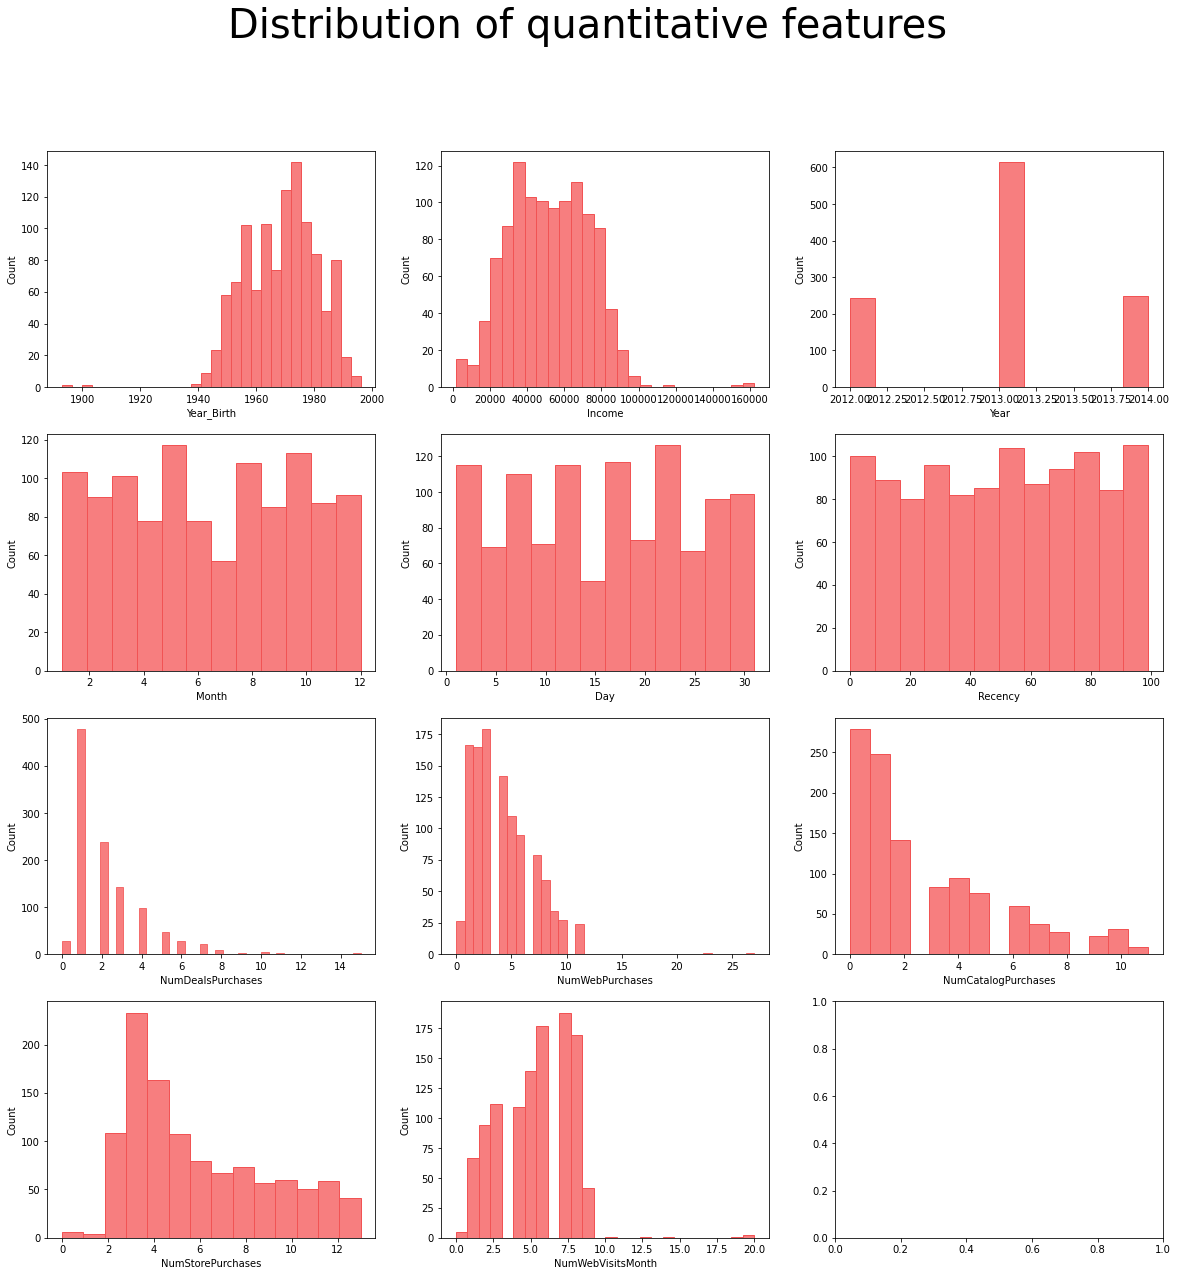 Distribution of quantitative features
140
120
100
80
60
40
20
0
Count
1900 1920 1940 1960 1980 2000
Year_Birth
120
100
80
60
40
20
0
Count
0 20000 40000 60000 80000 100000 120000 140000 160000
Income
600
500
400
300
200
100
0
Count
2012.00 2012.25 2012.50 2012.75 2013.00 2013.25 2013.50 2013.75 2014.00
Year
120
100
80
60
40
20
0
Count
2 4 6 8 10 12
Month
120
100
80
60
40
20
0
Count
0 5 10 15 20 25 30
Day
100
80
60
40
20
0
Count
0 20 40 60 80 100
Recency
500
400
300
200
100
0
Count
0 2 4 6 8 10 12 14
NumDealsPurchases
175
150
125
100
75
50
25
0
Count
0 5 10 15 20 25
NumWebPurchases
250
200
150
100
50
0
Count
0 2 4 6 8 10
NumCatalogPurchases
200
150
100
50
0
Count
0 2 4 6 8 10 12
NumStorePurchases
175
150
125
100
75
50
25
0
Count
0.0 2.5 5.0 7.5 10.0 12.5 15.0 17.5 20.0
NumWebVisitsMonth
1.0
0.8
0.6
0.4
0.2
0.0
0.0 0.2 0.4 0.6 0.8 1.0